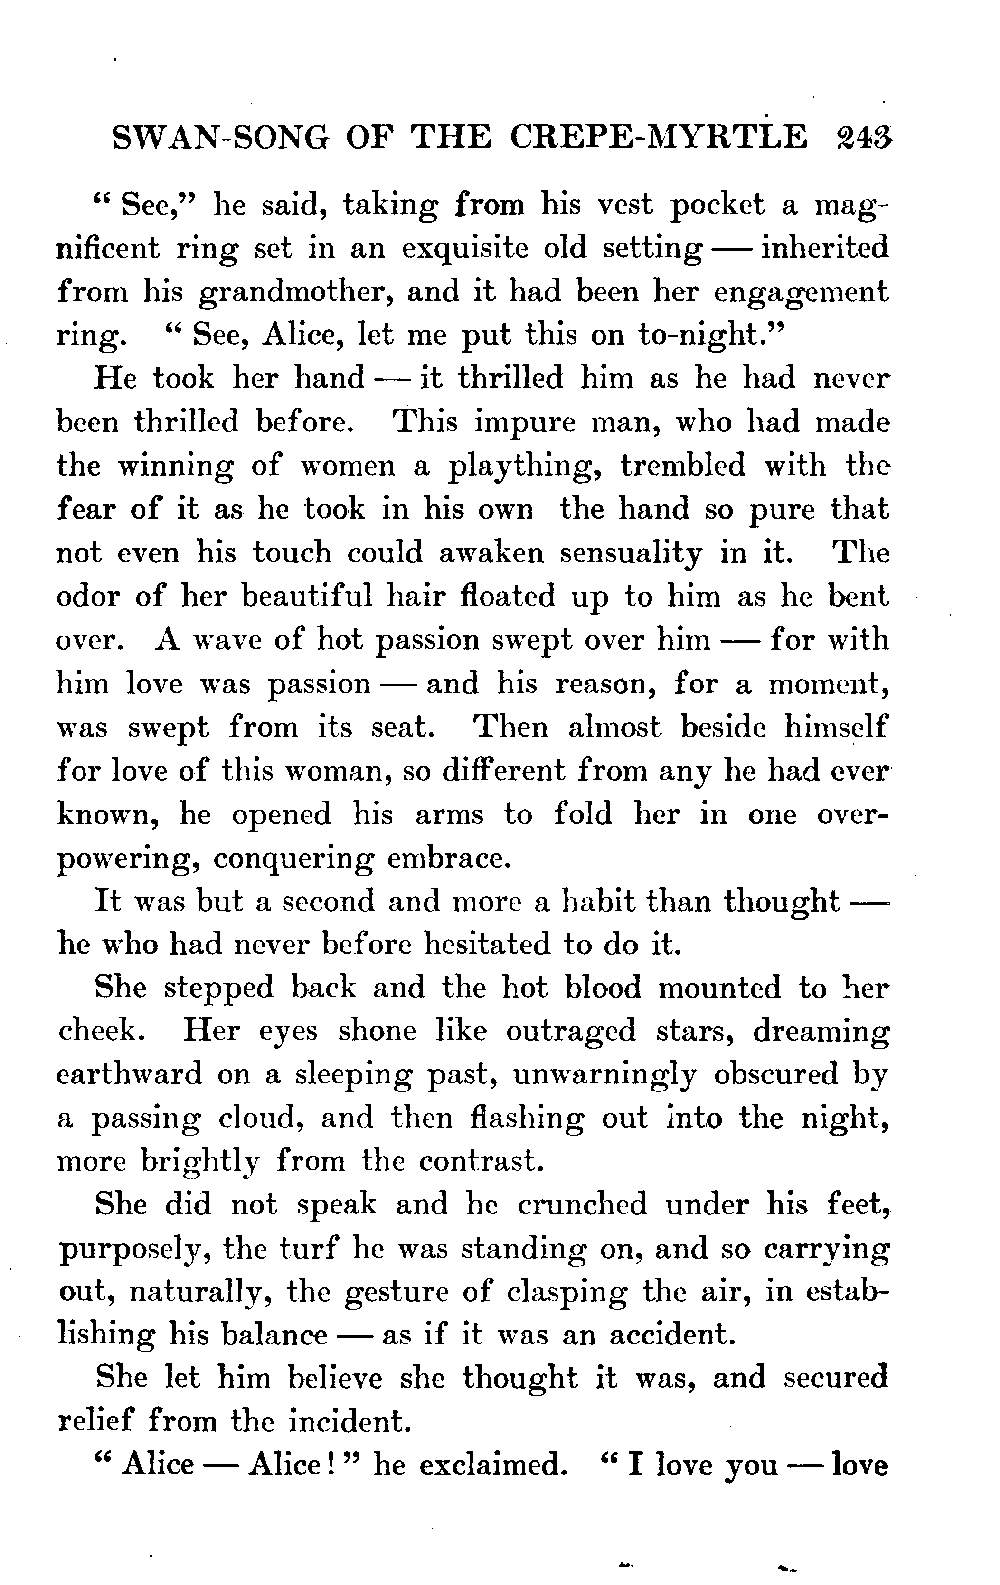 SWAN-SONG OF THE CREPE-MYRTLE 243
“ See,” he said, taking from his vest pocket a mag-
nificent ring set in an exquisite old setting — inherited
from his grandmother, and it had been her engagement
ring. “ See, Alice, let me put this on to-night.”
He took her hand — it thrilled him as he had never
been thrilled before. This impure man, who had made
the winning of women a plaything, trembled with the
fear of it as he took in his own the hand so pure that
not even his touch could awaken sensuality in it. The
odor of her beautiful hair floated up to him as he bent
over. A wave of hot passion swept over him — for with
him love was passion — and his reason, for a moment,
was swept from its seat. Then almost beside himself
for love of this woman, so different from any he had ever
known, he opened his arms to fold her in one over-
powering, conquering embrace.
It was but a second and more a habit than thought —
he who had never before hesitated to do it.
She stepped back and the hot blood mounted to her
cheek. Her eyes shone like outraged stars, dreaming
earthward on a sleeping past, unwarningly obscured by
a passing cloud, and then flashing out into the night,
more brightly from the contrast.
She did not speak and he crunched under his feet,
purposely, the turf he was standing on, and so carrying
out, naturally, the gesture of clasping the air, in estab-
lishing his balance — as if it was an accident.
She let him believe she thought it was, and secured
relief from the incident.
“ Alice — Alice! ” he exclaimed. “ I love you — love